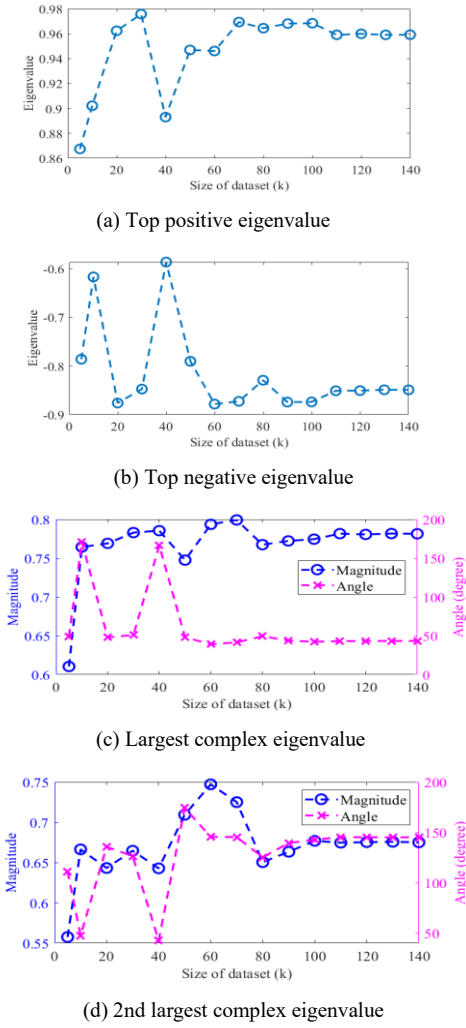 0.98
0.96
0.94
0.92
0.9
0.88
0.86
Eigenvalue
0 20 40 60 80 100 120 140
Size of dataset (k)
(a) Top positive eigenvalue
-0.6
-0.7
-0.8
-0.9
Eigenvalue
0 20 40 60 80 100 120 140
Size of dataset (k)
(b) Top negative eigenvalue
0.8
0.75
0.7
0.65
0.6
Magnitude
Magnitude
Angle
200
150
100
50
0
Angle (degree)
0 20 40 60 80 100 120 140
Size of dataset (k)
(c) Largest complex eigenvalue
0.75
0.7
0.65
0.6
0.55
Magnitude
Magnitude
Angle
200
150
100
50
Angle (degree)
0 20 40 60 80 100 120 140
Size of dataset (k)
(d) 2nd largest complex eigenvalue